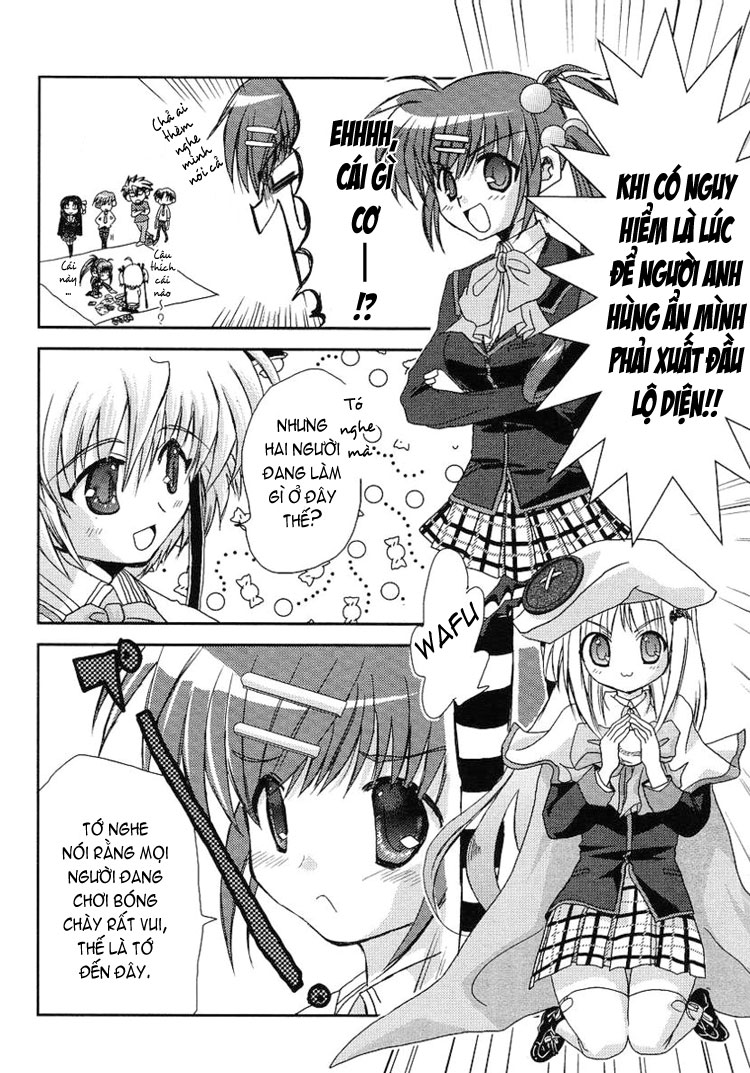 KHI CÓ NGUY
HIỂM LÀ LÚC
ĐỂ NGƯỜI ANH
HÙNG ẨN MÌNH
PHẢI XUẤT ĐẦU
LỘ DIỆN!!
WAFU
EHHHH,
CÁI GÌ
CƠ
—
!?
Chả ai
thèm
nghe
mình
nói cả
Cậu
thích
cái
nào
~?
Cái
này
...
Tớ
nghe
mà
NHƯNG
HAI NGƯỜI
ĐANG LÀM
GÌ Ở ĐÂY
THẾ?
TỚ NGHE
NÓI RẰNG MỌI
NGƯỜI ĐANG
CHƠI BÓNG
CHÀY RẤT VUI,
THẾ LÀ TỚ
ĐẾN ĐÂY.